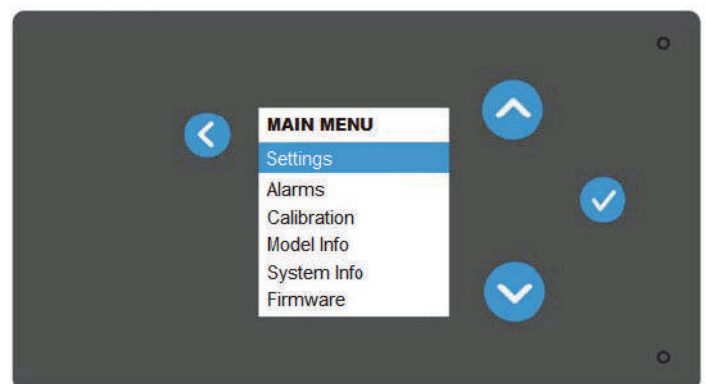 MAIN MENU
Settings
Alarms
Calibration
Model Info
System Info
Firmware